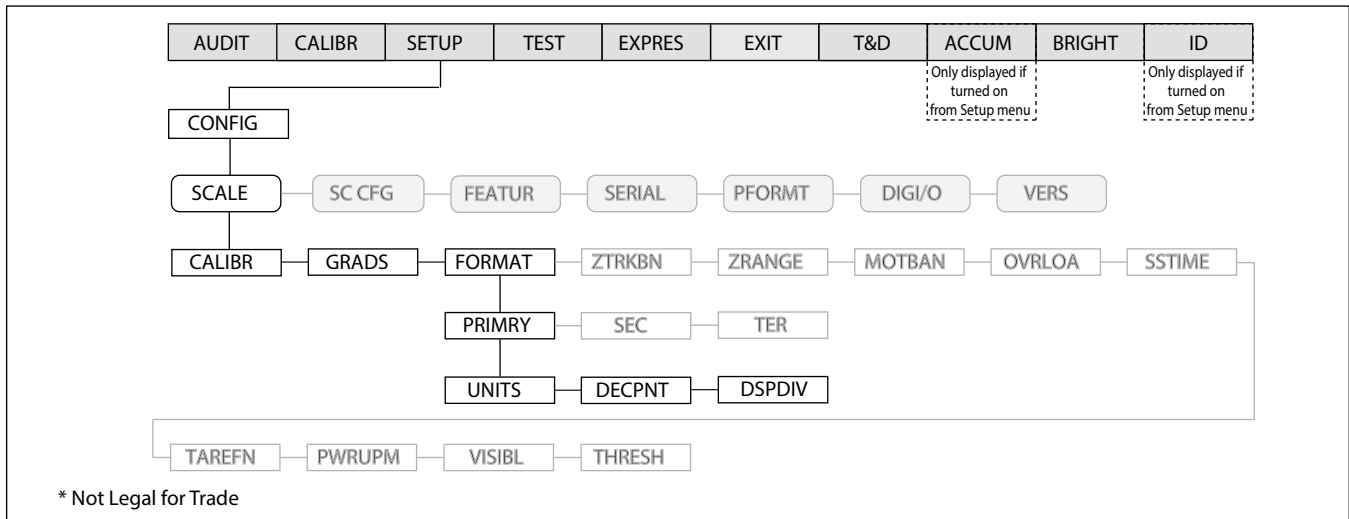 AUDIT CALIBR SETUP TEST EXPRES EXIT T&D ACCUM BRIGHT ID
Only displayed if
turned on
from Setup menu
Only displayed if
turned on
from Setup menu
CONFIG
SCALE SC CFG FEATUR SERIAL PFORMT DIGI/O VERS
CALIBR GRADS FORMAT ZTRKBN ZRANGE MOTBAN OVRLOA SSTIME
PRIMRY SEC TER
UNITS DECPNT DSPDIV
TAREFN PWRUPM VISIBL THRESH
* Not Legal for Trade